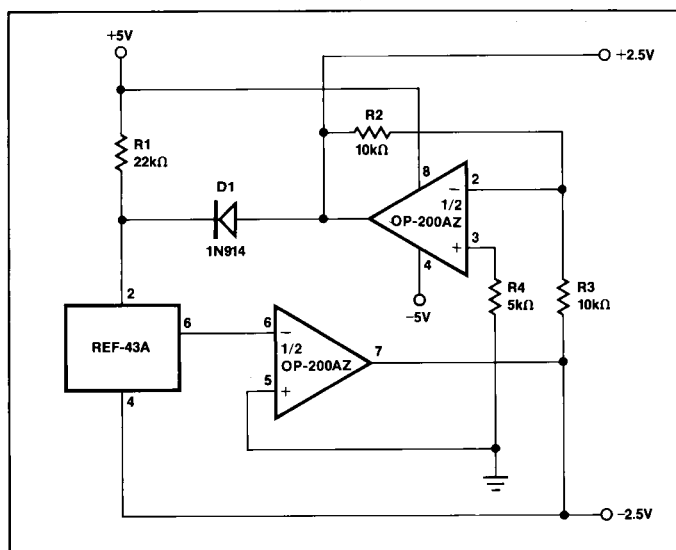 +5V
+2.5V
R1
22kΩ
R2
10kΩ
D1
1N914
8
−
2
1/2
OP-200AZ
+
3
4
−5V
R4
5kΩ
R3
10kΩ
2
REF-43A
6
4
6
−
1/2
OP-200AZ
5
+
7
−2.5V